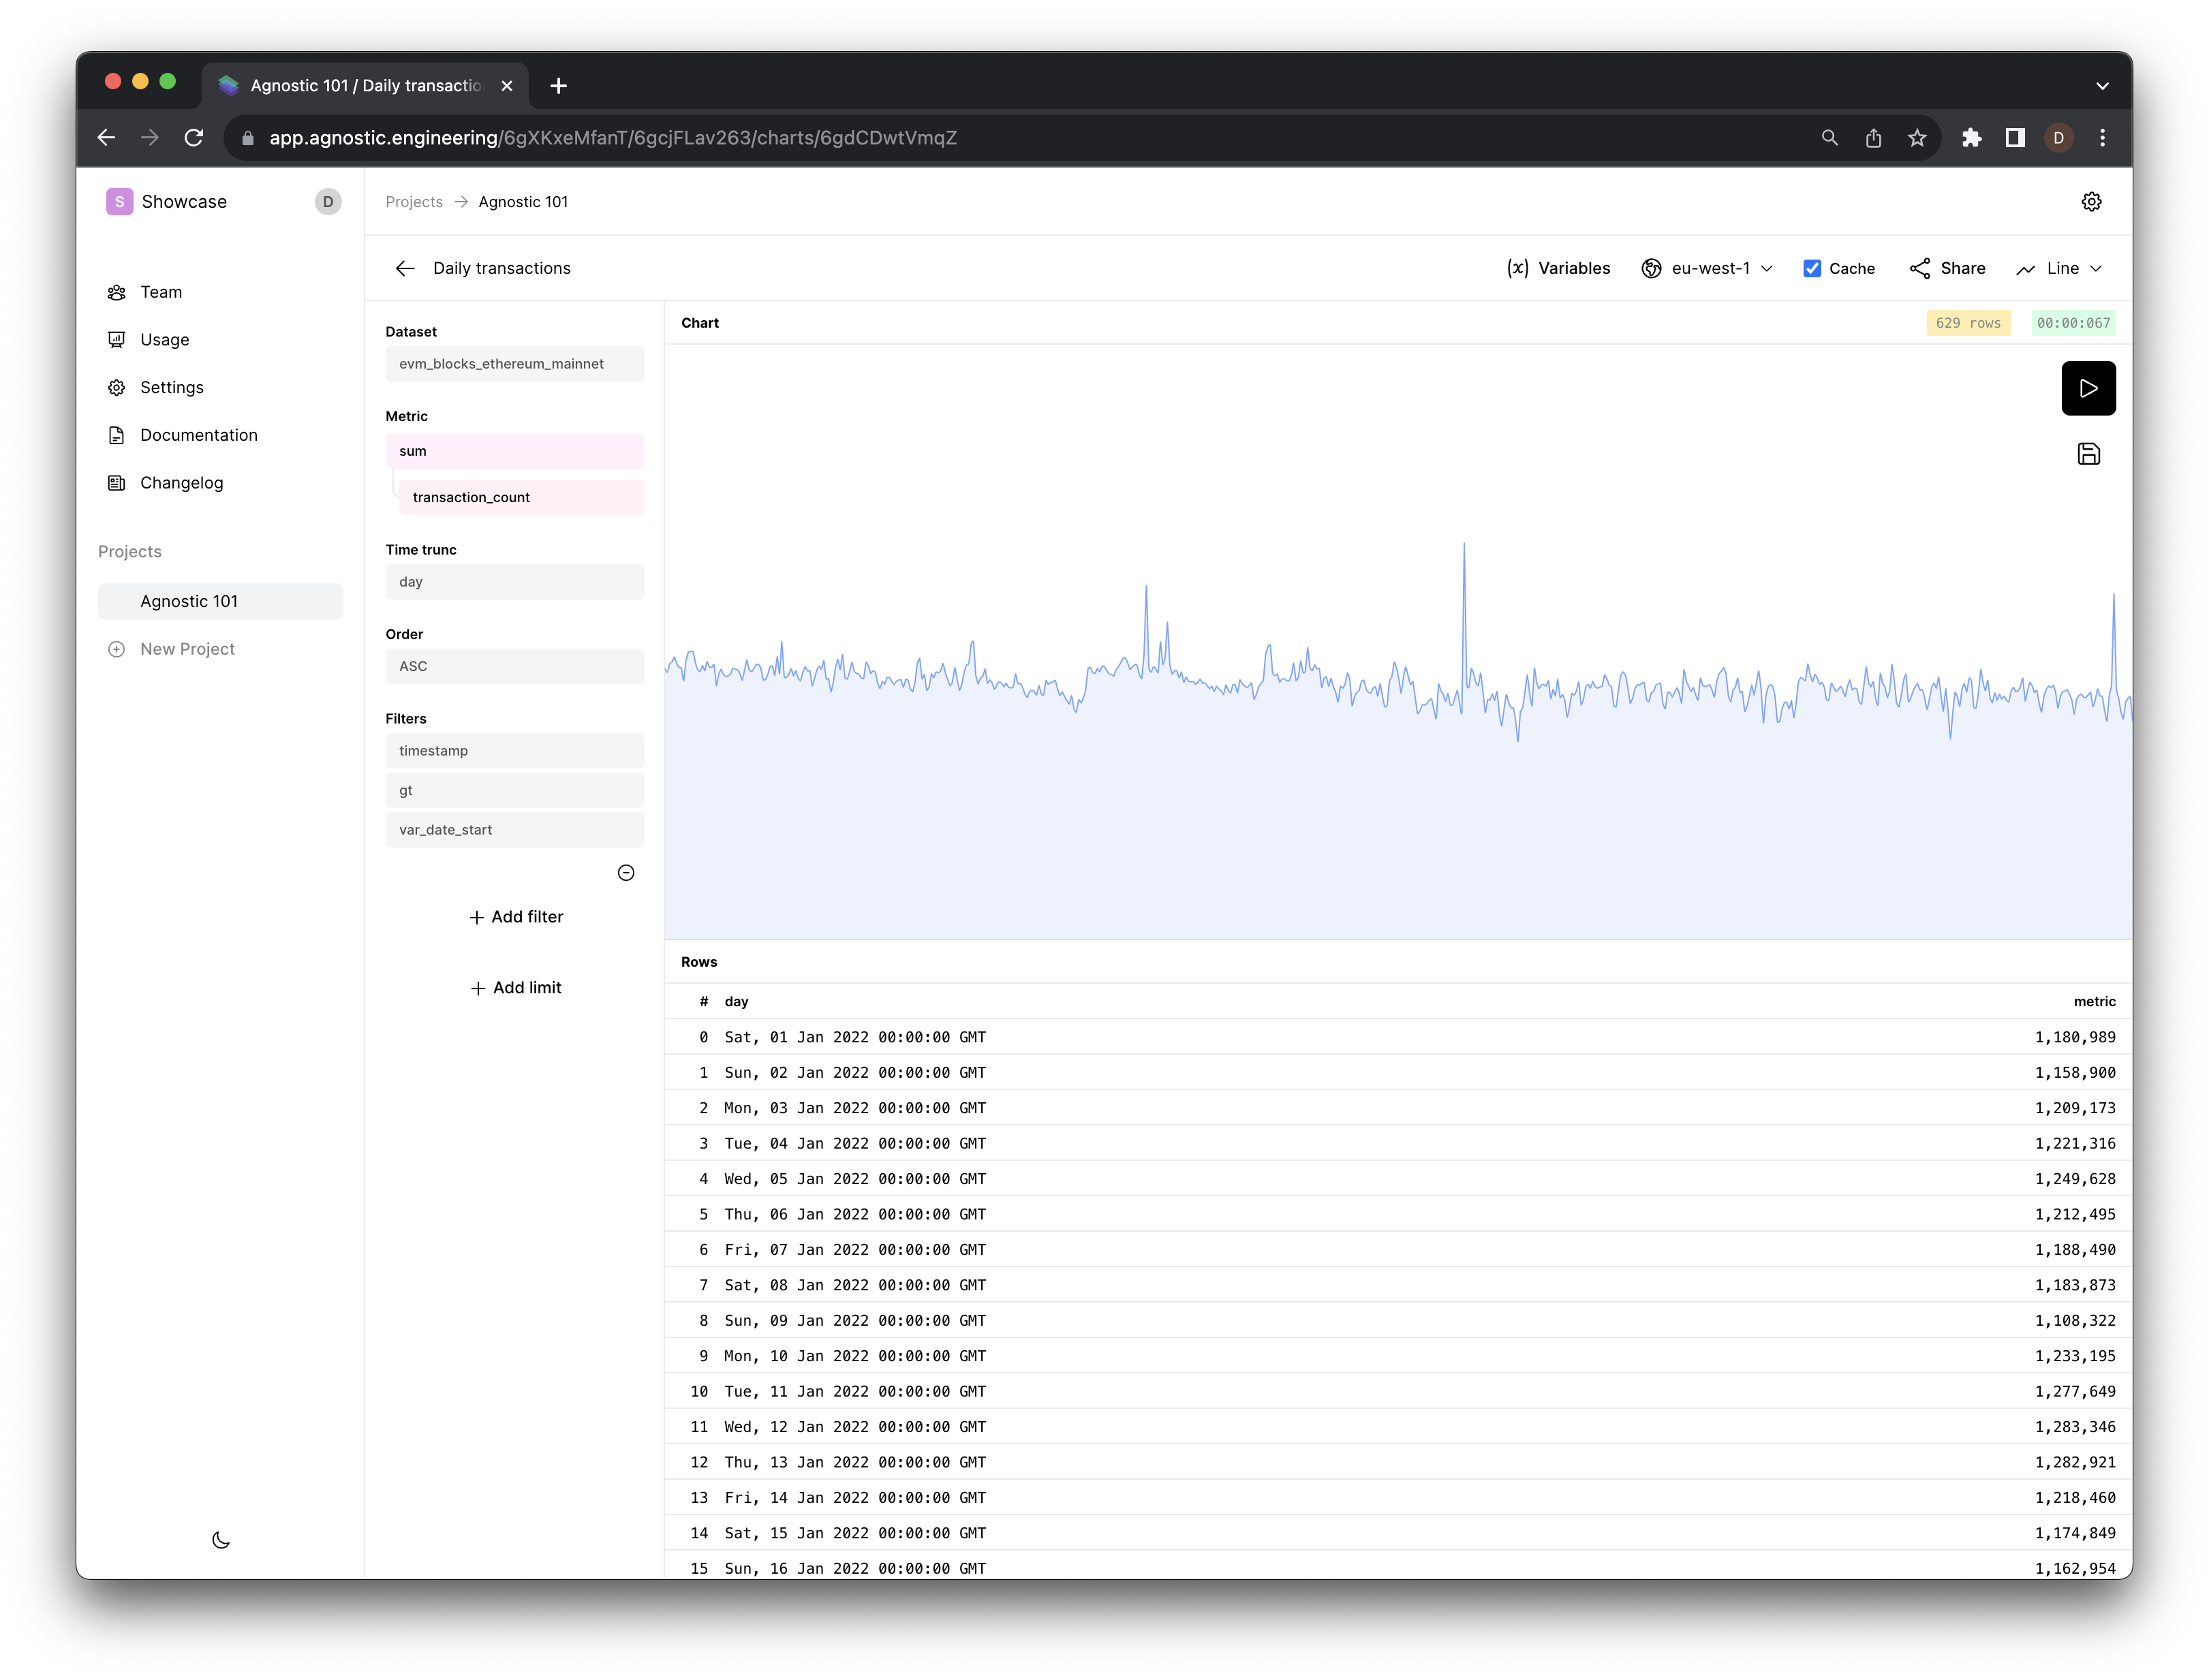 Agnostic 101 / Daily transactio
app.agnostic.engineering/6gXKxeMfanT/6gcjFLav263/charts/6gdCDwtVmqZ
D
S Showcase D
Projects → Agnostic 101
Team
Usage
Settings
Documentation
Changelog
Projects
Agnostic 101
New Project
Daily transactions
(x) Variables
eu-west-1
Cache
Share
Line
Dataset
evm_blocks_ethereum_mainnet
Metric
sum
transaction_count
Time trunc
day
Order
ASC
Filters
timestamp
gt
var_date_start
+ Add filter
+ Add limit
Chart
629 rows
00:00:067
Rows
# day metric
0 Sat, 01 Jan 2022 00:00:00 GMT 1,180,989
1 Sun, 02 Jan 2022 00:00:00 GMT 1,158,900
2 Mon, 03 Jan 2022 00:00:00 GMT 1,209,173
3 Tue, 04 Jan 2022 00:00:00 GMT 1,221,316
4 Wed, 05 Jan 2022 00:00:00 GMT 1,249,628
5 Thu, 06 Jan 2022 00:00:00 GMT 1,212,495
6 Fri, 07 Jan 2022 00:00:00 GMT 1,188,490
7 Sat, 08 Jan 2022 00:00:00 GMT 1,183,873
8 Sun, 09 Jan 2022 00:00:00 GMT 1,108,322
9 Mon, 10 Jan 2022 00:00:00 GMT 1,233,195
10 Tue, 11 Jan 2022 00:00:00 GMT 1,277,649
11 Wed, 12 Jan 2022 00:00:00 GMT 1,283,346
12 Thu, 13 Jan 2022 00:00:00 GMT 1,282,921
13 Fri, 14 Jan 2022 00:00:00 GMT 1,218,460
14 Sat, 15 Jan 2022 00:00:00 GMT 1,174,849
15 Sun, 16 Jan 2022 00:00:00 GMT 1,162,954